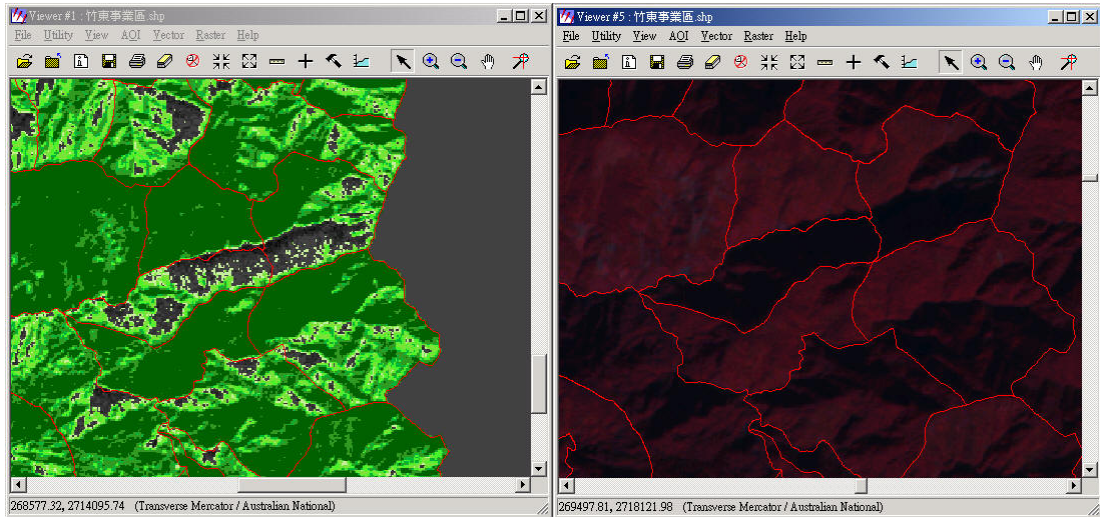 Viewer #1 : 竹東事業區.shp
File Utility View AOI Vector Raster Help
268577.32, 2714095.74 (Transverse Mercator / Australian National)
Viewer #5 : 竹東事業區.shp
File Utility View AOI Vector Raster Help
269497.81, 2718121.98 (Transverse Mercator / Australian National)